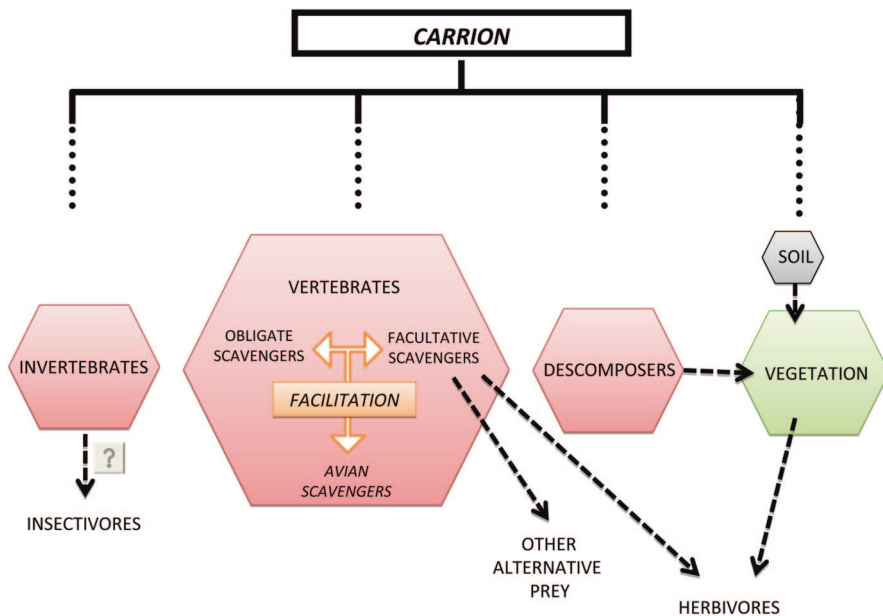 CARRION
SOIL
VERTEBRATES
OBLIGATE
SCAVENGERS
FACULTATIVE
SCAVENGERS
INVERTEBRATES
DESCOMPOSERS
VEGETATION
FACILITATION
?
AVIAN
SCAVENGERS
INSECTIVORES
OTHER
ALTERNATIVE
PREY
HERBIVORES